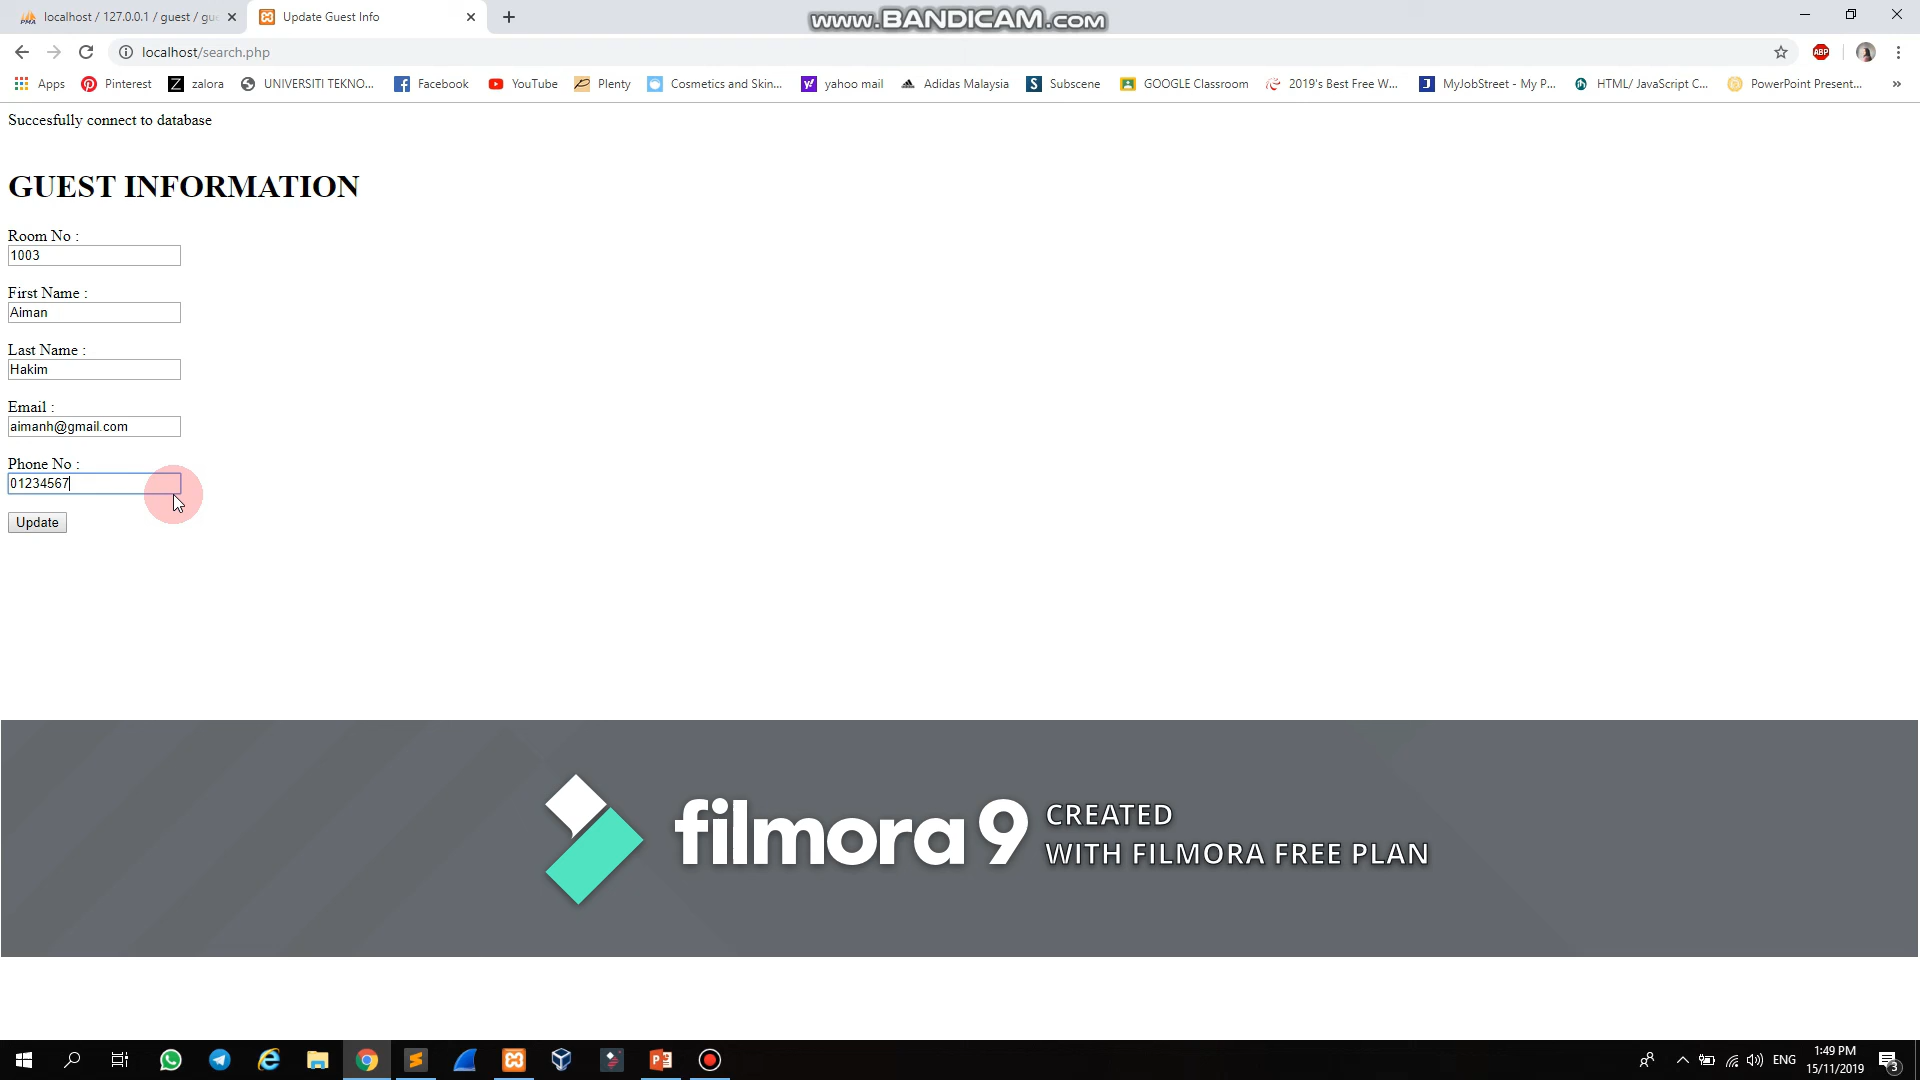 localhost / 127.0.0.1 / guest / gu
Update Guest Info
www.BANDICAM.com
localhost/search.php
ABP
Apps
Pinterest
zalora
UNIVERSITI TEKNO...
Facebook
YouTube
Plenty
Cosmetics and Skin...
yahoo mail
Adidas Malaysia
Subscene
GOOGLE Classroom
2019's Best Free W...
MyJobStreet - My P...
HTML/ JavaScript C...
PowerPoint Present...
»
Succesfully connect to database
GUEST INFORMATION
Room No :
1003
First Name :
Aiman
Last Name :
Hakim
Email :
aimanh@gmail.com
Phone No :
01234567
Update
filmora 9
CREATED
WITH FILMORA FREE PLAN
ENG
1:49 PM
15/11/2019
3